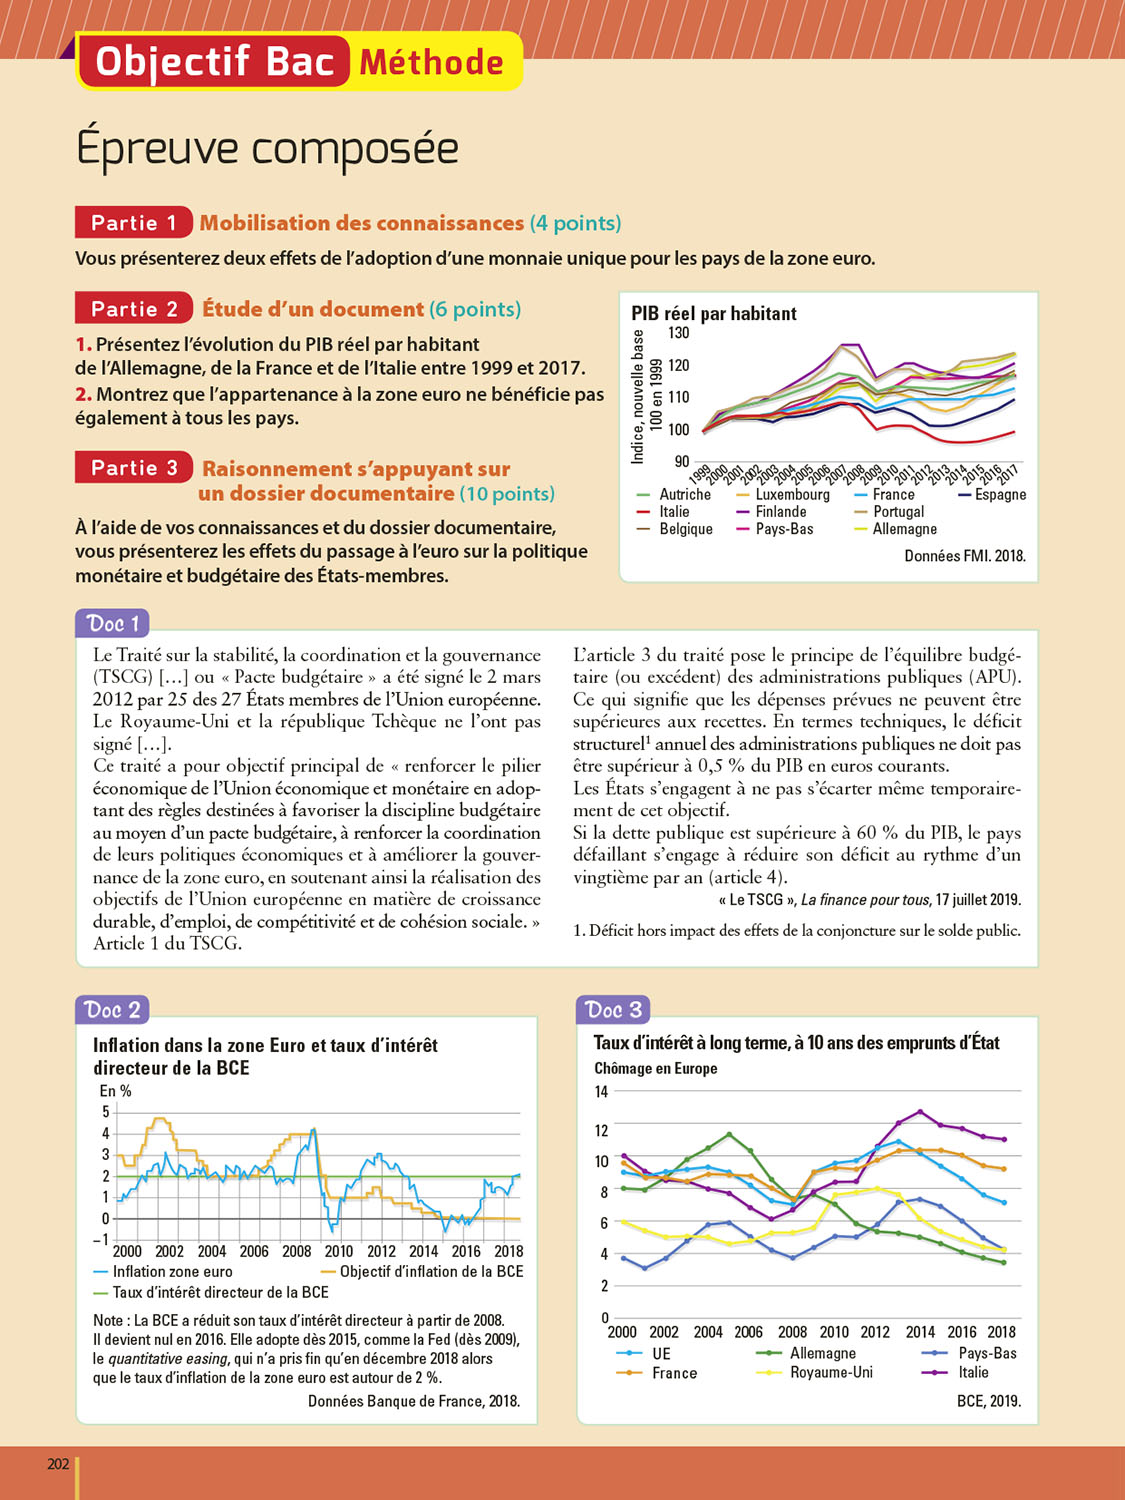 Objectif Bac Méthode
Épreuve composée
Partie 1 Mobilisation des connaissances (4 points)
Vous présenterez deux effets de l'adoption d'une monnaie unique pour les pays de la zone euro.
Partie 2 Étude d'un document (6 points)
1. Présentez l'évolution du PIB réel par habitant
de l'Allemagne, de la France et de l'Italie entre 1999 et 2017.
2. Montrez que l'appartenance à la zone euro ne bénéficie pas
également à tous les pays.
Partie 3 Raisonnement s'appuyant sur
un dossier documentaire (10 points)
À l'aide de vos connaissances et du dossier documentaire,
vous présenterez les effets du passage à l'euro sur la politique
monétaire et budgétaire des États-membres.
PIB réel par habitant
Indice, nouvelle base
100 en 1999
130
120
110
100
90
1999 2000 2001 2002 2003 2004 2005 2006 2007 2008 2009 2010 2011 2012 2013 2014 2015 2016 2017
Autriche Luxembourg France Espagne
Italie Finlande Portugal
Belgique Pays-Bas Allemagne
Données FMI. 2018.
Doc 1
Le Traité sur la stabilité, la coordination et la gouvernance
(TSCG) [...] ou « Pacte budgétaire » a été signé le 2 mars
2012 par 25 des 27 États membres de l'Union européenne.
Le Royaume-Uni et la république Tchèque ne l'ont pas
signé [...].
Ce traité a pour objectif principal de « renforcer le pilier
économique de l'Union économique et monétaire en adop-
tant des règles destinées à favoriser la discipline budgétaire
au moyen d'un pacte budgétaire, à renforcer la coordination
de leurs politiques économiques et à améliorer la gouver-
nance de la zone euro, en soutenant ainsi la réalisation des
objectifs de l'Union européenne en matière de croissance
durable, d'emploi, de compétitivité et de cohésion sociale. »
Article 1 du TSCG.
L'article 3 du traité pose le principe de l'équilibre budgé-
taire (ou excédent) des administrations publiques (APU).
Ce qui signifie que les dépenses prévues ne peuvent être
supérieures aux recettes. En termes techniques, le déficit
structurel¹ annuel des administrations publiques ne doit pas
être supérieur à 0,5 % du PIB en euros courants.
Les États s'engagent à ne pas s'écarter même temporaire-
ment de cet objectif.
Si la dette publique est supérieure à 60 % du PIB, le pays
défaillant s'engage à réduire son déficit au rythme d'un
vingtième par an (article 4).
« Le TSCG », La finance pour tous, 17 juillet 2019.
1. Déficit hors impact des effets de la conjoncture sur le solde public.
Doc 2
Inflation dans la zone Euro et taux d'intérêt
directeur de la BCE
En %
5
4
3
2
1
0
–1
2000 2002 2004 2006 2008 2010 2012 2014 2016 2018
Inflation zone euro Objectif d'inflation de la BCE
Taux d'intérêt directeur de la BCE
Note : La BCE a réduit son taux d'intérêt directeur à partir de 2008.
Il devient nul en 2016. Elle adopte dès 2015, comme la Fed (dès 2009),
le quantitative easing, qui n'a pris fin qu'en décembre 2018 alors
que le taux d'inflation de la zone euro est autour de 2 %.
Données Banque de France, 2018.
Doc 3
Taux d'intérêt à long terme, à 10 ans des emprunts d'État
Chômage en Europe
14
12
10
8
6
4
2
0
2000 2002 2004 2006 2008 2010 2012 2014 2016 2018
UE Allemagne Pays-Bas
France Royaume-Uni Italie
BCE, 2019.
202